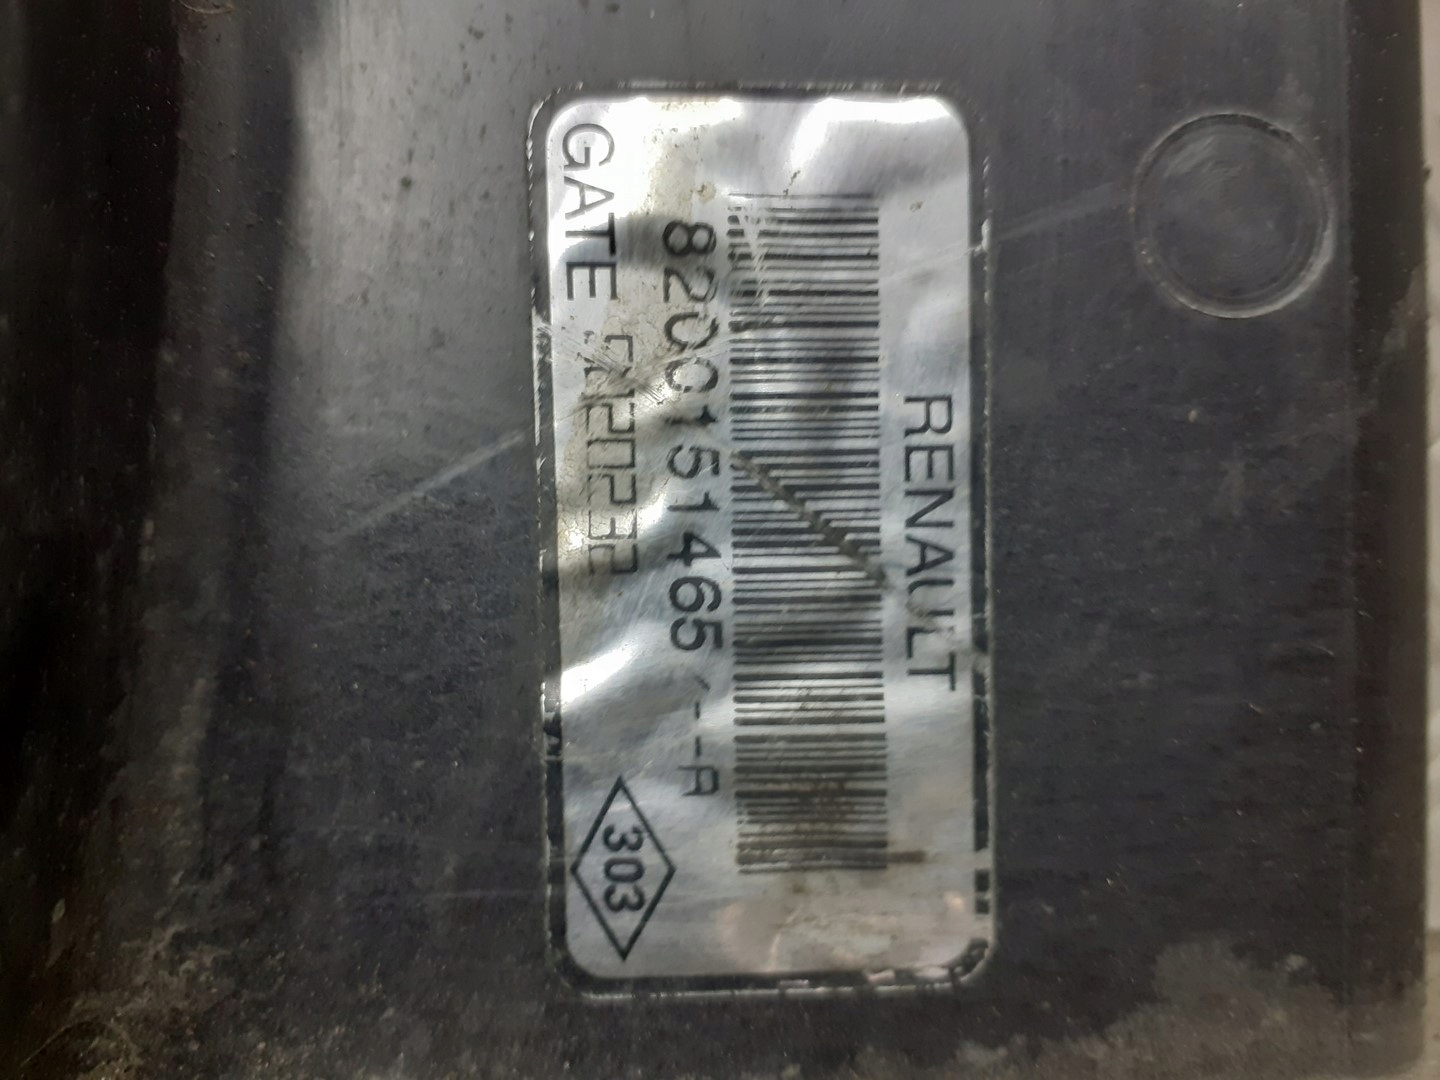 RENAULT
8200151465 /--A
GATE
303